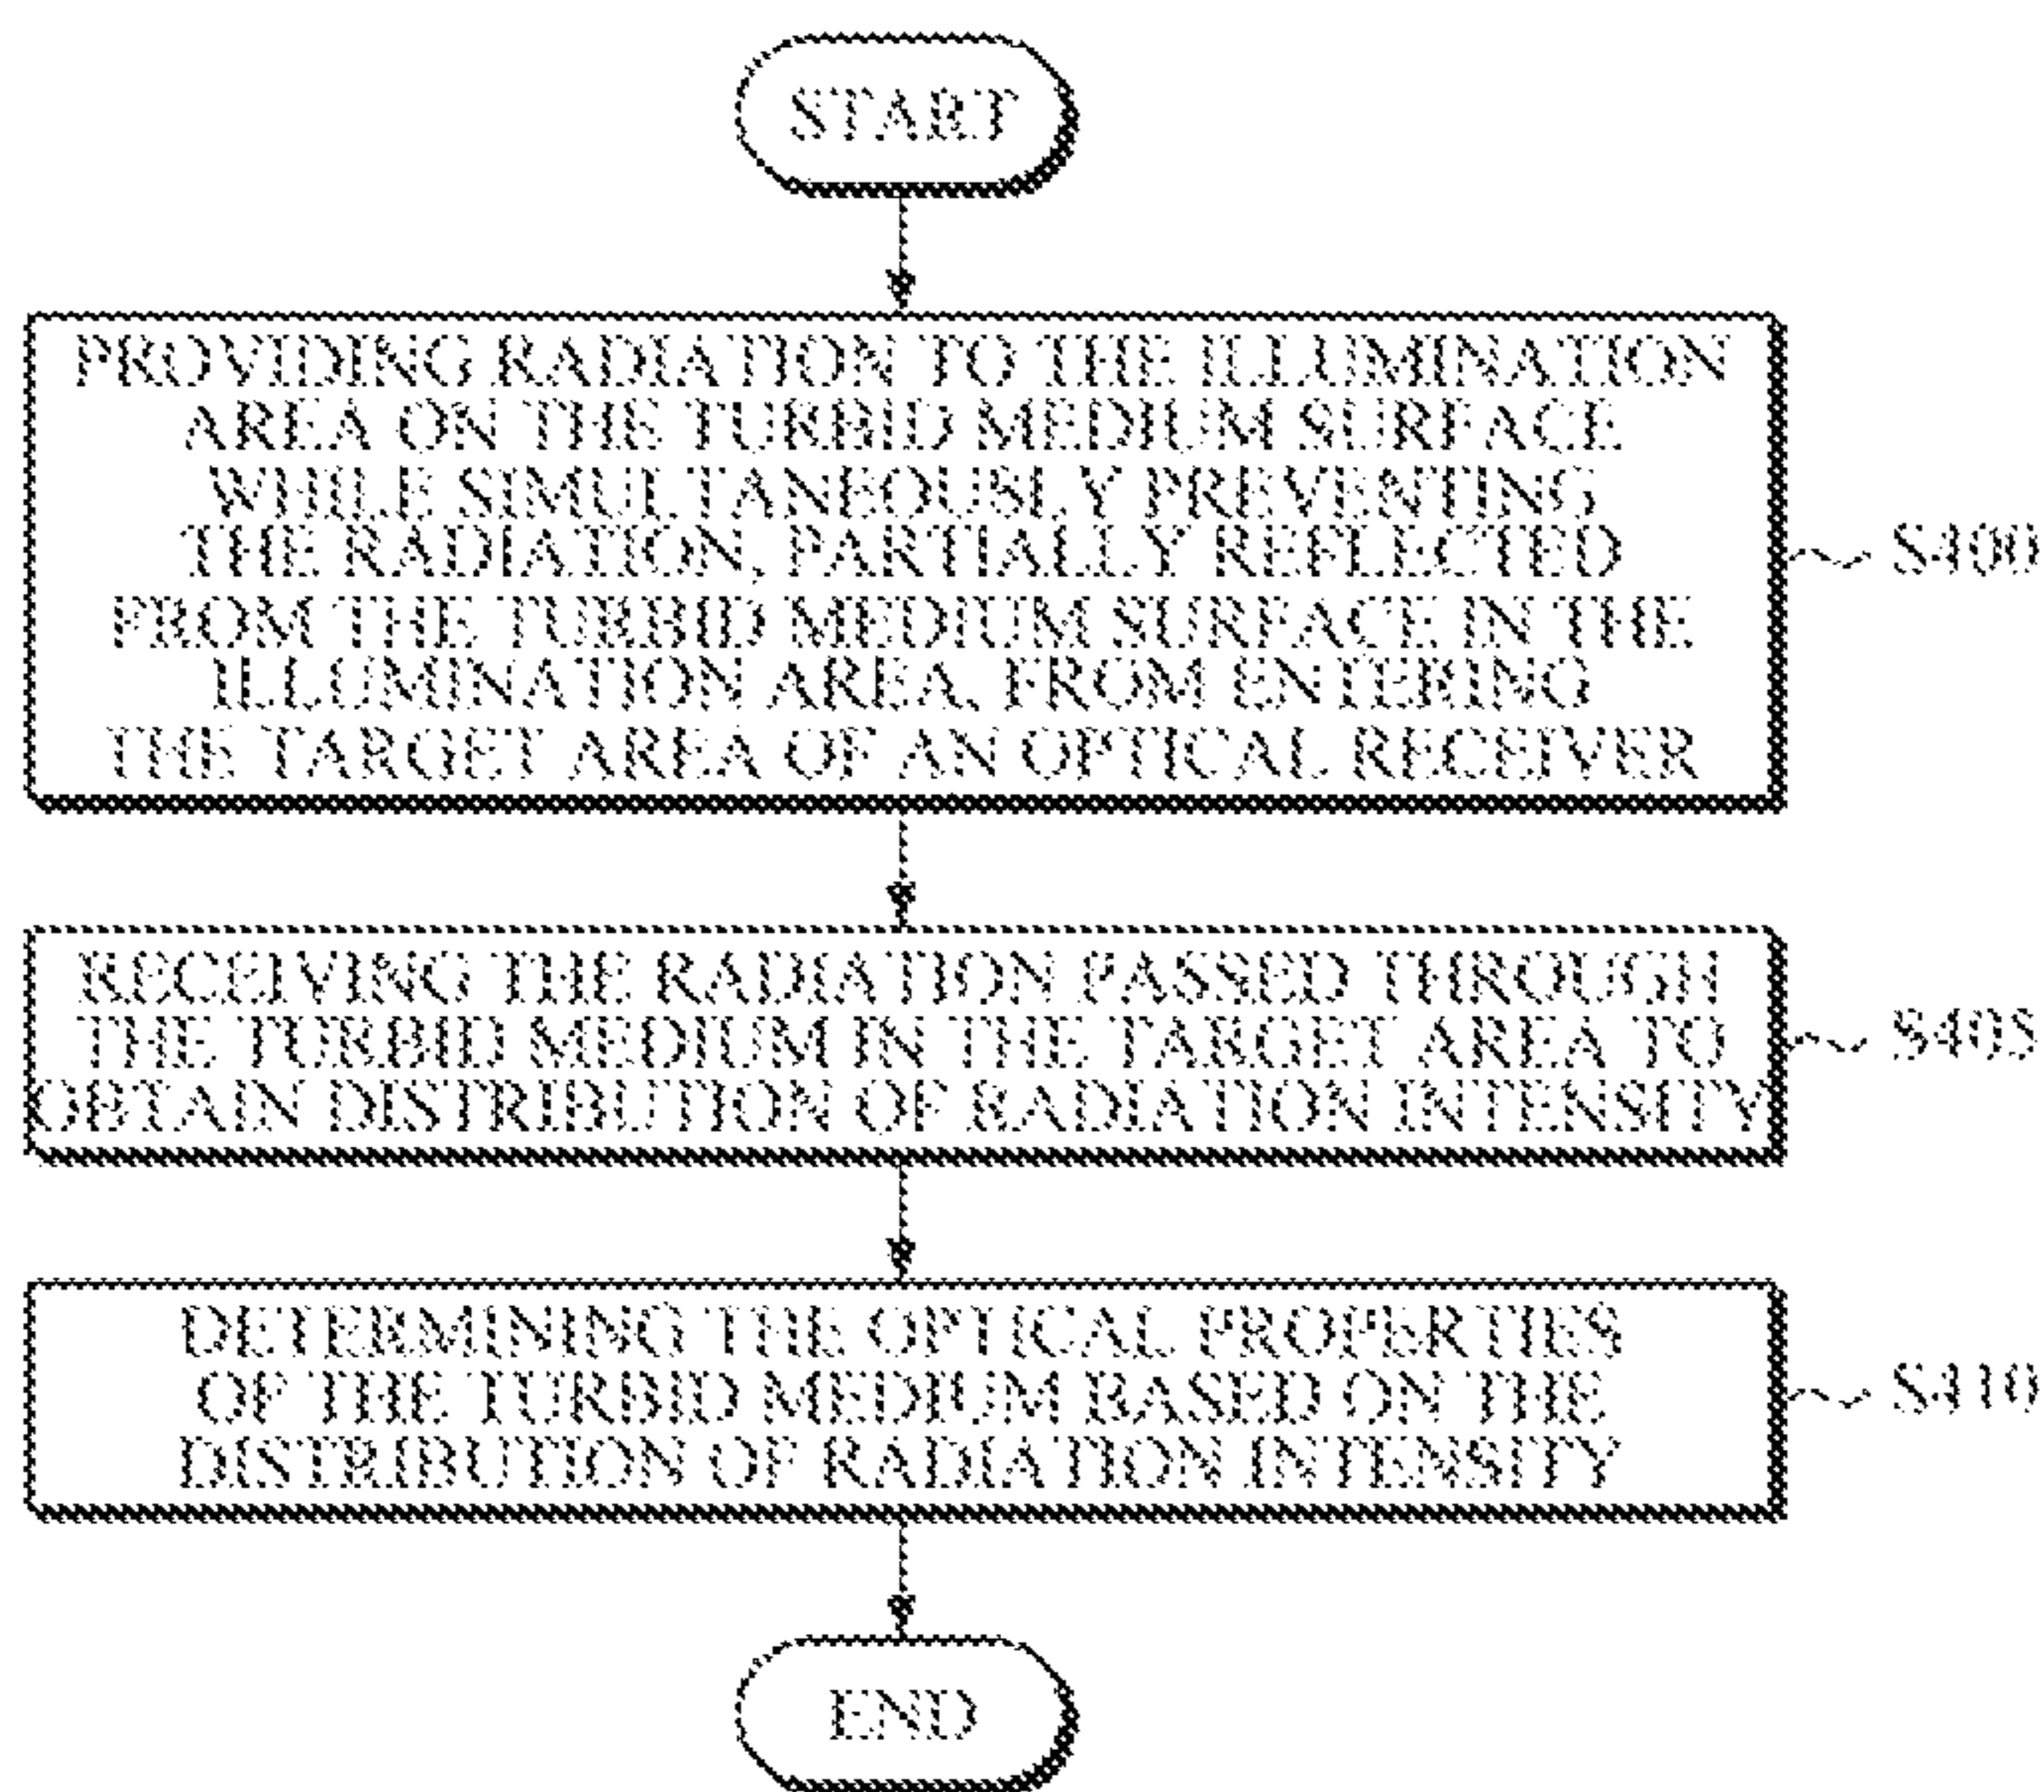 START
PROVIDING RADIATION TO THE ILLUMINATION
AREA ON THE TURBID MEDIUM SURFACE
WHILE SIMULTANEOUSLY PREVENTING
THE RADIATION, PARTIALLY REFLECTED
FROM THE TURBID MEDIUM SURFACE IN THE
ILLUMINATION AREA, FROM ENTERING
THE TARGET AREA OF AN OPTICAL RECEIVER
S400
RECEIVING THE RADIATION PASSED THROUGH
THE TURBID MEDIUM IN THE TARGET AREA TO
OBTAIN DISTRIBUTION OF RADIATION INTENSITY
S405
DETERMINING THE OPTICAL PROPERTIES
OF THE TURBID MEDIUM BASED ON THE
DISTRIBUTION OF RADIATION INTENSITY
S410
END